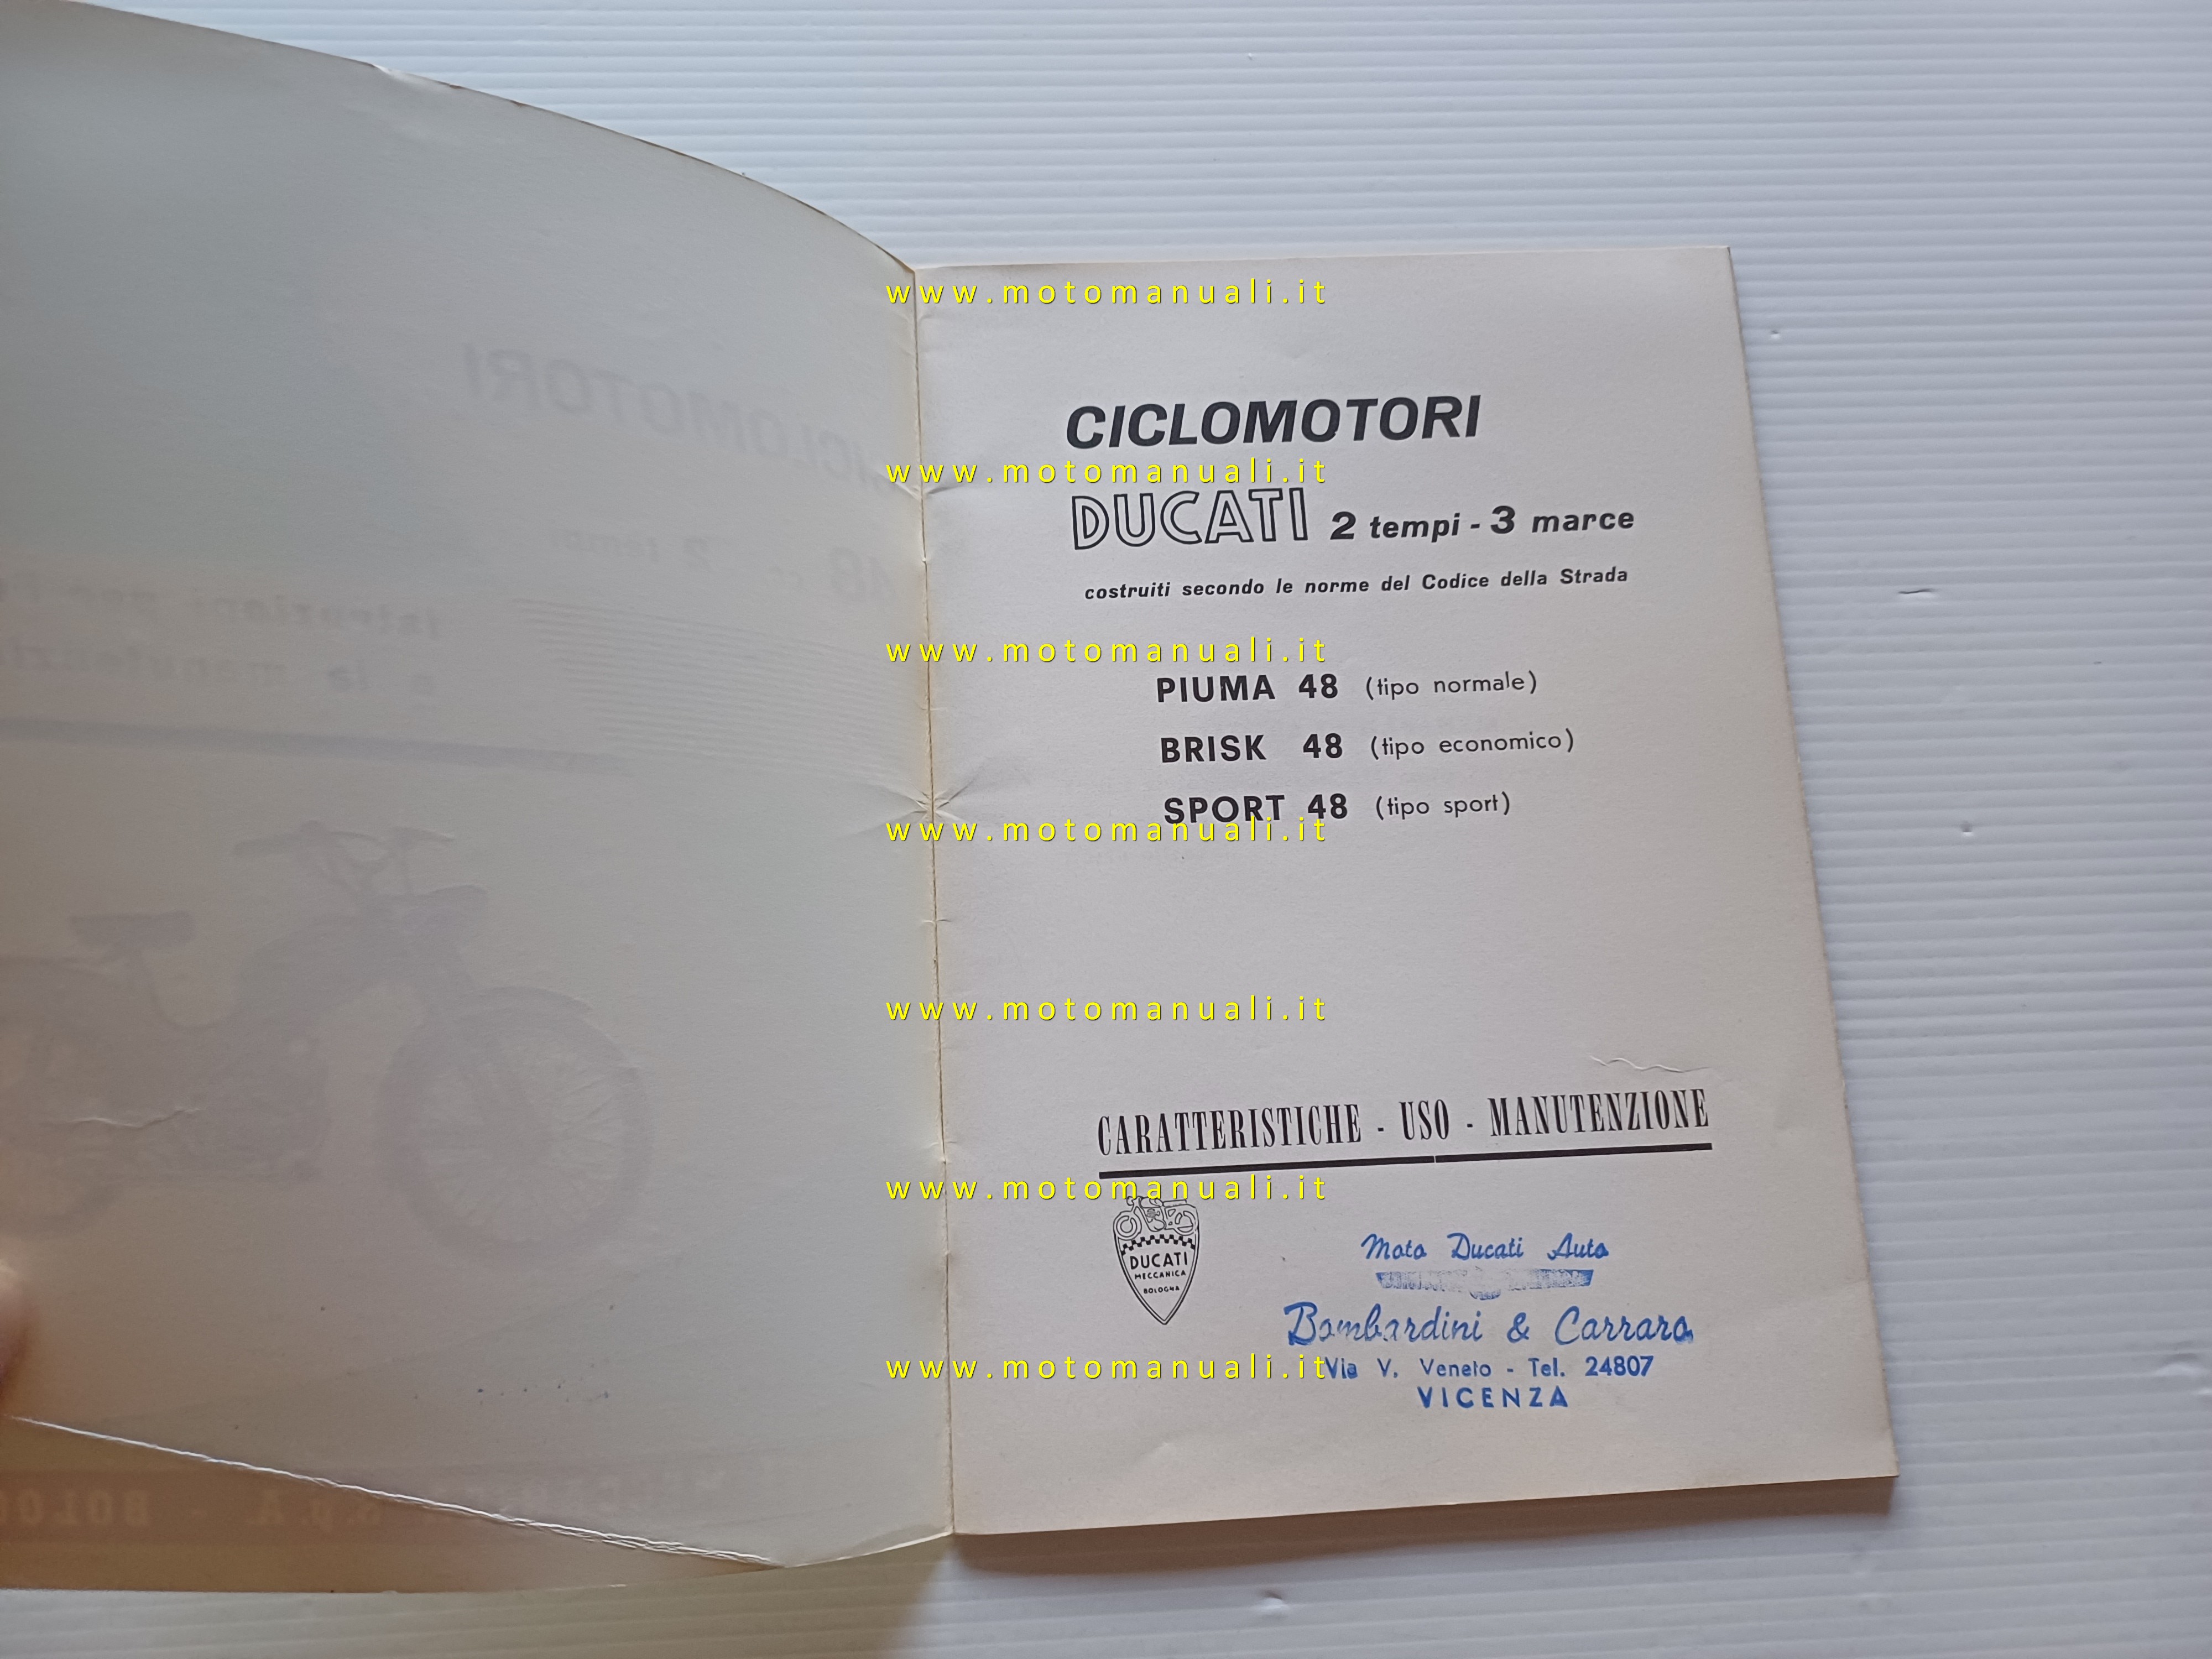 www.motomanuali.it
CICLOMOTORI
www.motomanuali.it
DUCATI 2 tempi - 3 marce
costruiti secondo le norme del Codice della Strada
www.motomanuali.it
PIUMA 48 (tipo normale)
BRISK 48 (tipo economico)
SPORT 48 (tipo sport)
www.motomanuali.it
www.motomanuali.it
CARATTERISTICHE - USO - MANUTENZIONE
www.motomanuali.it
DUCATI
MECCANICA
BOLOGNA
Moto Ducati Auto
Bombardini & Carrara
www.motomanuali.it
Via V. Veneto - Tel. 24807
VICENZA